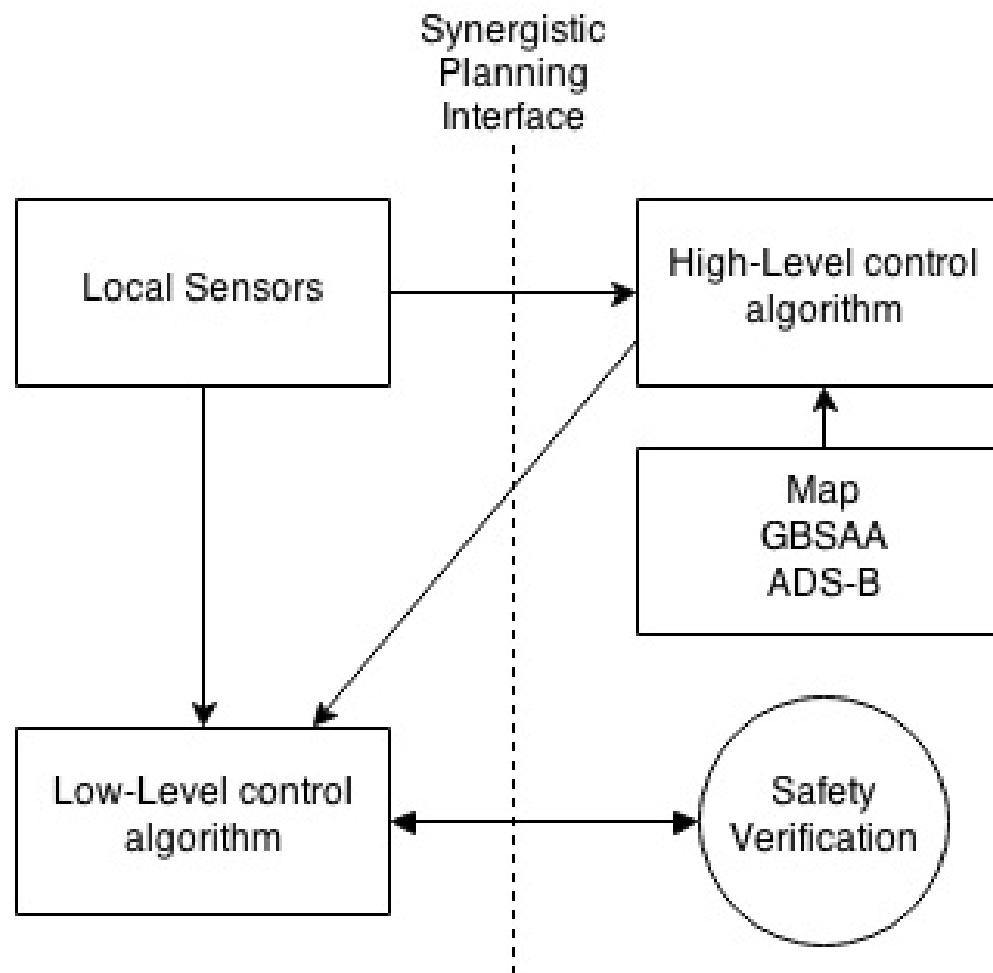 Synergistic
Planning
Interface
Local Sensors
High-Level control
algorithm
Map
GBSAA
ADS-B
Low-Level control
algorithm
Safety
Verification